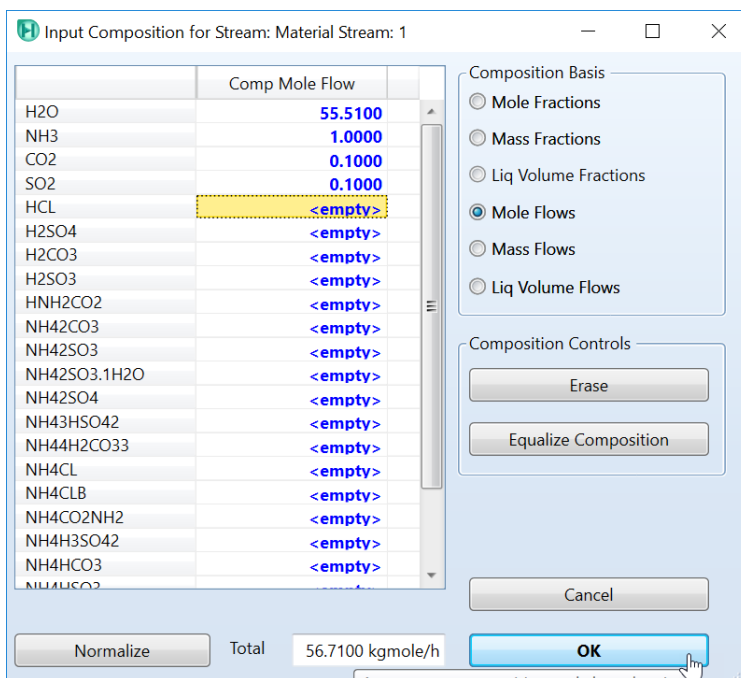 Input Composition for Stream: Material Stream: 1
Comp Mole Flow
H2O 55.5100
NH3 1.0000
CO2 0.1000
SO2 0.1000
HCL <empty>
H2SO4 <empty>
H2CO3 <empty>
H2SO3 <empty>
HNH2CO2 <empty>
NH42CO3 <empty>
NH42SO3 <empty>
NH42SO3.1H2O <empty>
NH42SO4 <empty>
NH43HSO42 <empty>
NH44H2CO33 <empty>
NH4CL <empty>
NH4CLB <empty>
NH4CO2NH2 <empty>
NH4H3SO42 <empty>
NH4HCO3 <empty>
NH4HSO3 <empty>
Composition Basis
Mole Fractions
Mass Fractions
Liq Volume Fractions
Mole Flows
Mass Flows
Liq Volume Flows
Composition Controls
Erase
Equalize Composition
Cancel
Normalize Total 56.7100 kgmole/h OK